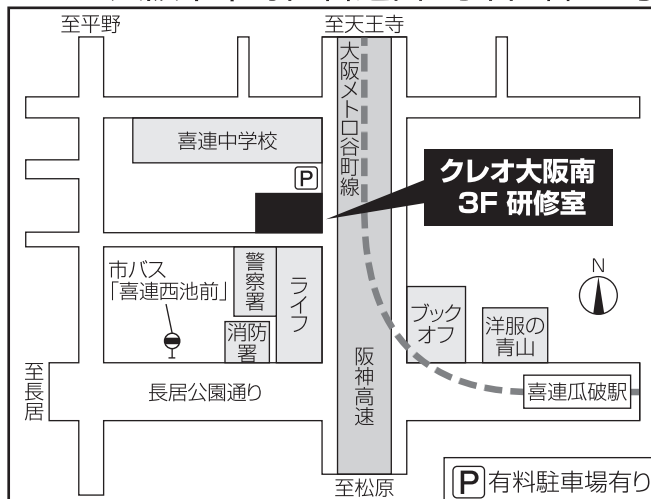 至平野
至天王寺
大阪メトロ谷町線
喜連中学校
P
クレオ大阪南
3F 研修室
市バス
「喜連西池前」
警察署
消防署
ライフ
ブック
オフ
洋服の
青山
N
至長居
長居公園通り
阪神高速
喜連瓜破駅
至松原
P有料駐車場有り